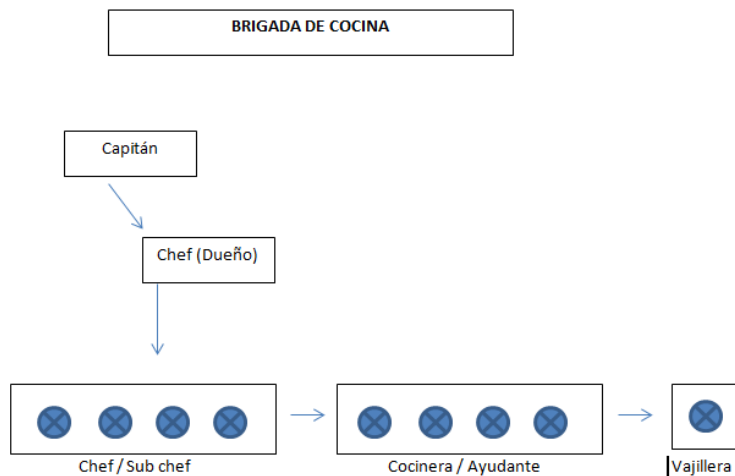 BRIGADA DE COCINA
Capitán
Chef (Dueño)
Chef / Sub chef
Cocinera / Ayudante
Vajillera